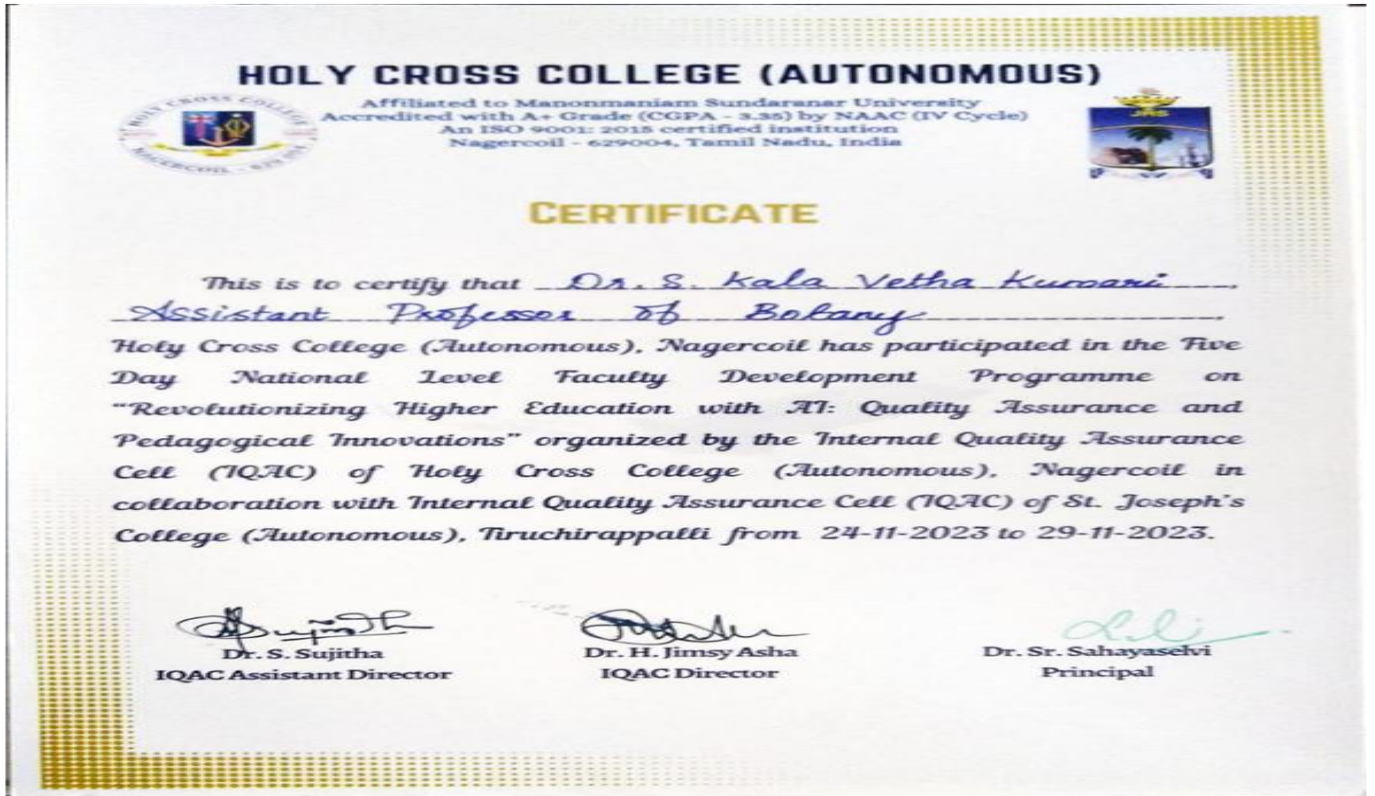 HOLY CROSS COLLEGE (AUTONOMOUS)
Affiliated to Manonmaniam Sundaranar University
Accredited with A+ Grade (CGPA - 3.35) by NAAC (IV Cycle)
An ISO 9001: 2015 certified institution
Nagercoil - 629004, Tamil Nadu, India
HOLY CROSS COLLEGE
NAGERCOIL - 629 004
CERTIFICATE
This is to certify that Dr. S. Kala Vetha Kumari,
Assistant Professor of Botany,
Holy Cross College (Autonomous), Nagercoil has participated in the Five
Day National Level Faculty Development Programme on
“Revolutionizing Higher Education with AI: Quality Assurance and
Pedagogical Innovations” organized by the Internal Quality Assurance
Cell (IQAC) of Holy Cross College (Autonomous), Nagercoil in
collaboration with Internal Quality Assurance Cell (IQAC) of St. Joseph’s
College (Autonomous), Tiruchirappalli from 24-11-2023 to 29-11-2023.
Dr. S. Sujitha
IQAC Assistant Director
Dr. H. Jimsy Asha
IQAC Director
Dr. Sr. Sahayaselvi
Principal